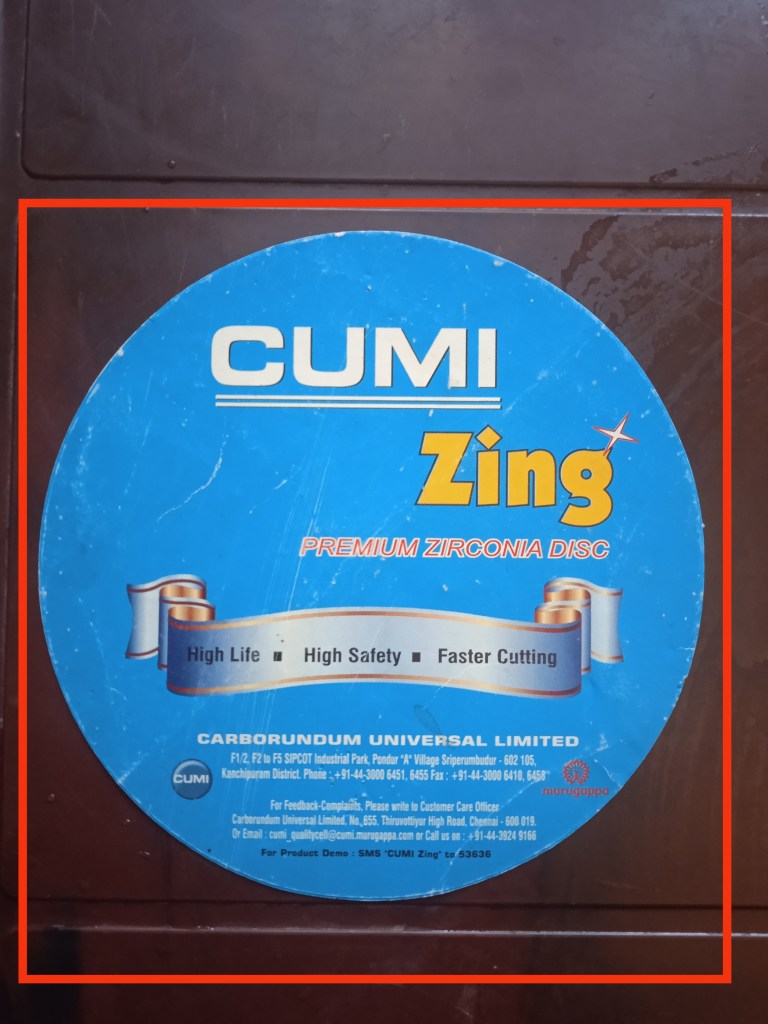 CUMI
Zing
PREMIUM ZIRCONIA DISC
High Life ■ High Safety ■ Faster Cutting
CARBORUNDUM UNIVERSAL LIMITED
F1/2, F2 to F5 SIPCOT Industrial Park, Pondur "A" Village Sriperumbudur - 602 105,
Kanchipuram District. Phone : +91-44-3000 6451, 6455 Fax : +91-44-3000 6410, 6458
CUMI
murugappa
For Feedback-Complaints, Please write to Customer Care Officer
Carborundum Universal Limited. No.,655, Thiruvottiyur High Road, Chennai - 600 019.
Or Email : cumi_qualitycell@cumi.murugappa.com or Call us on : +91-44-3924 9166
For Product Demo : SMS "CUMI Zing" to 53636